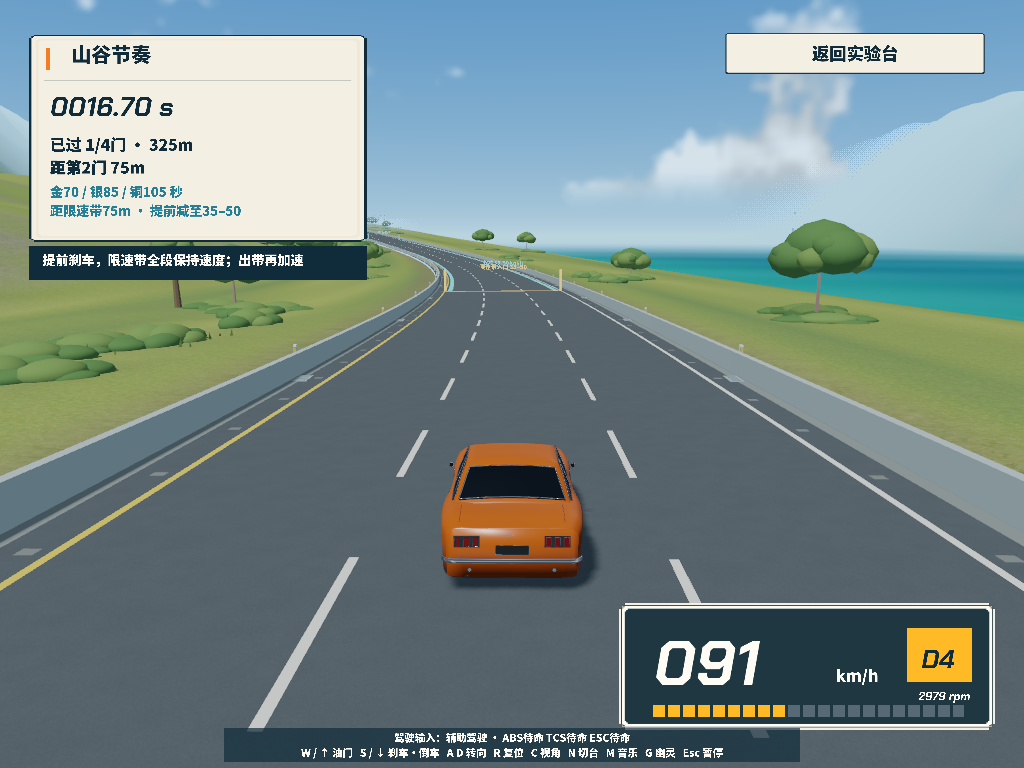 山谷节奏
0016.70 s
已过 1/4门 · 325m
距第2门 75m
金70 / 银85 / 铜105 秒
距限速带75m · 提前减至35-50
提前刹车，限速带全段保持速度；出带再加速
返回实验台
091 km/h D4
2979 rpm
驾驶输入：辅助驾驶 · ABS待命 TCS待命 ESC待命
W / ↑ 油门 S / ↓ 刹车·倒车 A D 转向 R 复位 C 视角 N 切台 M 音乐 G 幽灵 Esc 暂停